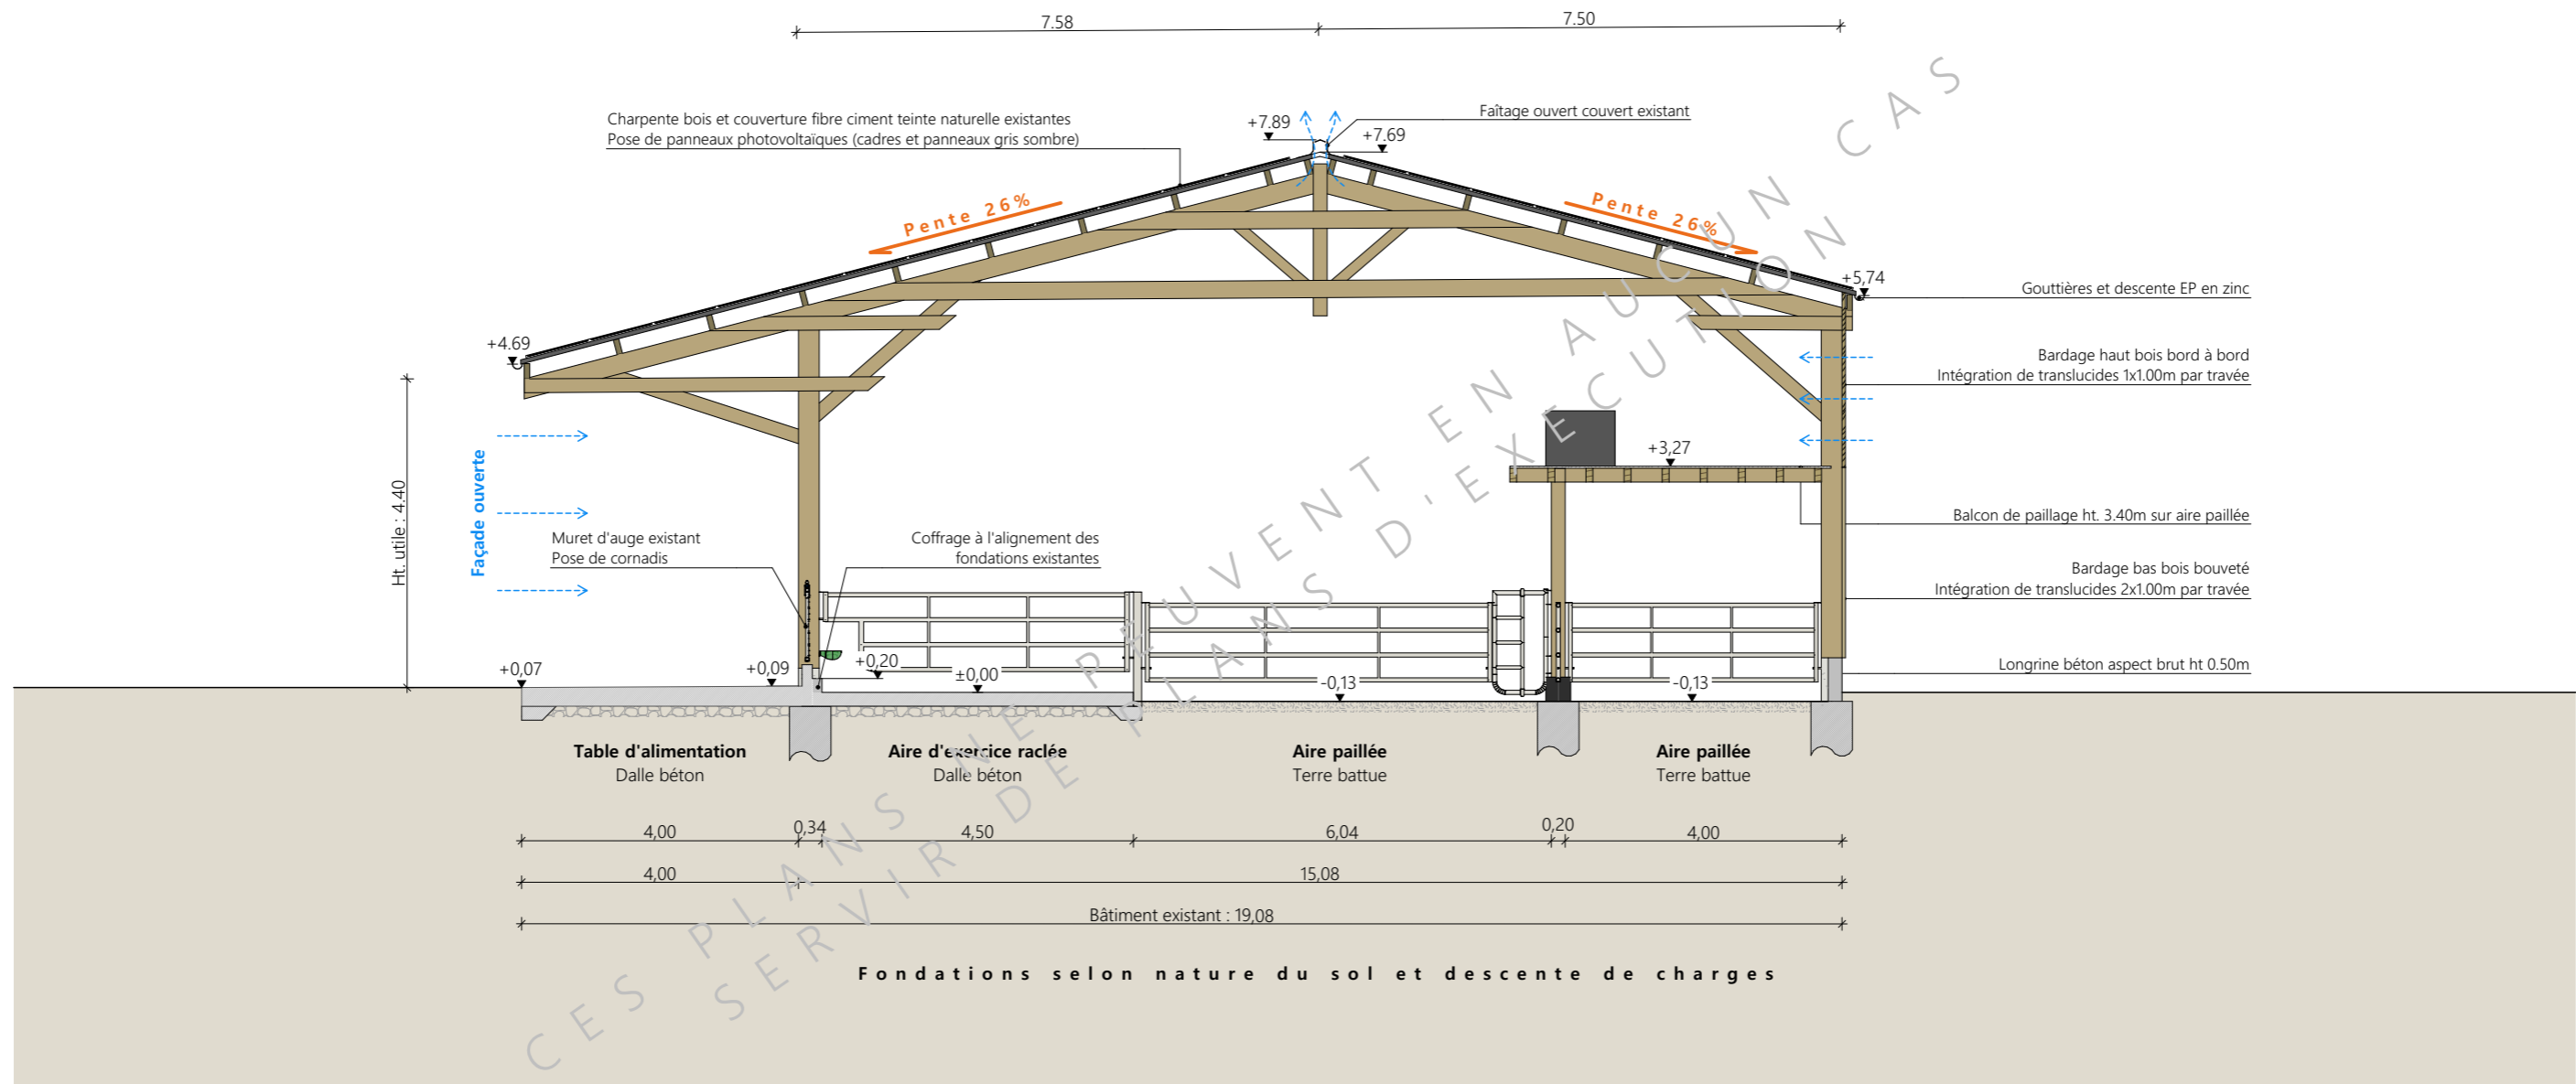 7.58
7.50
Charpente bois et couverture fibre ciment teinte naturelle existantes
Pose de panneaux photovoltaïques (cadres et panneaux gris sombre)
Faîtage ouvert couvert existant
+7.89
+7.69
Pente 26%
Pente 26%
+5,74
Gouttières et descente EP en zinc
+4.69
Bardage haut bois bord à bord
Intégration de translucides 1x1.00m par travée
Ht. utile : 4.40
Façade ouverte
+3,27
Balcon de paillage ht. 3.40m sur aire paillée
Muret d'auge existant
Pose de cornadis
Coffrage à l'alignement des
fondations existantes
Bardage bas bois bouveté
Intégration de translucides 2x1.00m par travée
Longrine béton aspect brut ht 0.50m
+0,07
+0,09
+0,20
±0,00
-0,13
-0,13
Table d'alimentation
Dalle béton
Aire d'exercice raclée
Dalle béton
Aire paillée
Terre battue
Aire paillée
Terre battue
4,00
0,34
4,50
6,04
0,20
4,00
4,00
15,08
Bâtiment existant : 19,08
Fondations selon nature du sol et descente de charges
CES PLANS NE PEUVENT EN AUCUN CAS
SERVIR DE PLANS D'EXECUTION